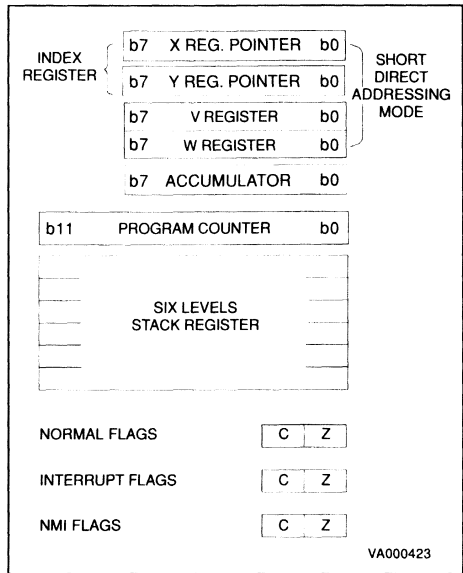 INDEX
REGISTER
b7 X REG. POINTER b0
b7 Y REG. POINTER b0
b7 V REGISTER b0
b7 W REGISTER b0
SHORT
DIRECT
ADDRESSING
MODE
b7 ACCUMULATOR b0
b11 PROGRAM COUNTER b0
SIX LEVELS
STACK REGISTER
NORMAL FLAGS C Z
INTERRUPT FLAGS C Z
NMI FLAGS C Z
VA000423